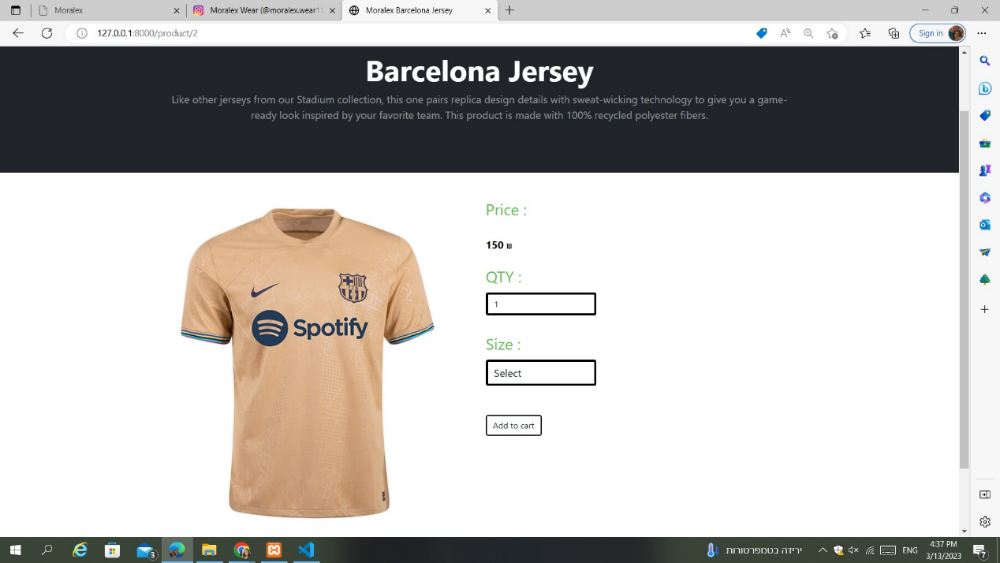 Moralex
Moralex Wear (@moralex.wear11
Moralex Barcelona Jersey
127.0.0.1:8000/product/2
Sign in
Barcelona Jersey
Like other jerseys from our Stadium collection, this one pairs replica design details with sweat-wicking technology to give you a game-
ready look inspired by your favorite team. This product is made with 100% recycled polyester fibers.
Price :
150 ₪
QTY :
1
Size :
Select
Add to cart
Spotify
3
ירידה בטמפרטורות
ENG
4:37 PM
3/13/2023
7